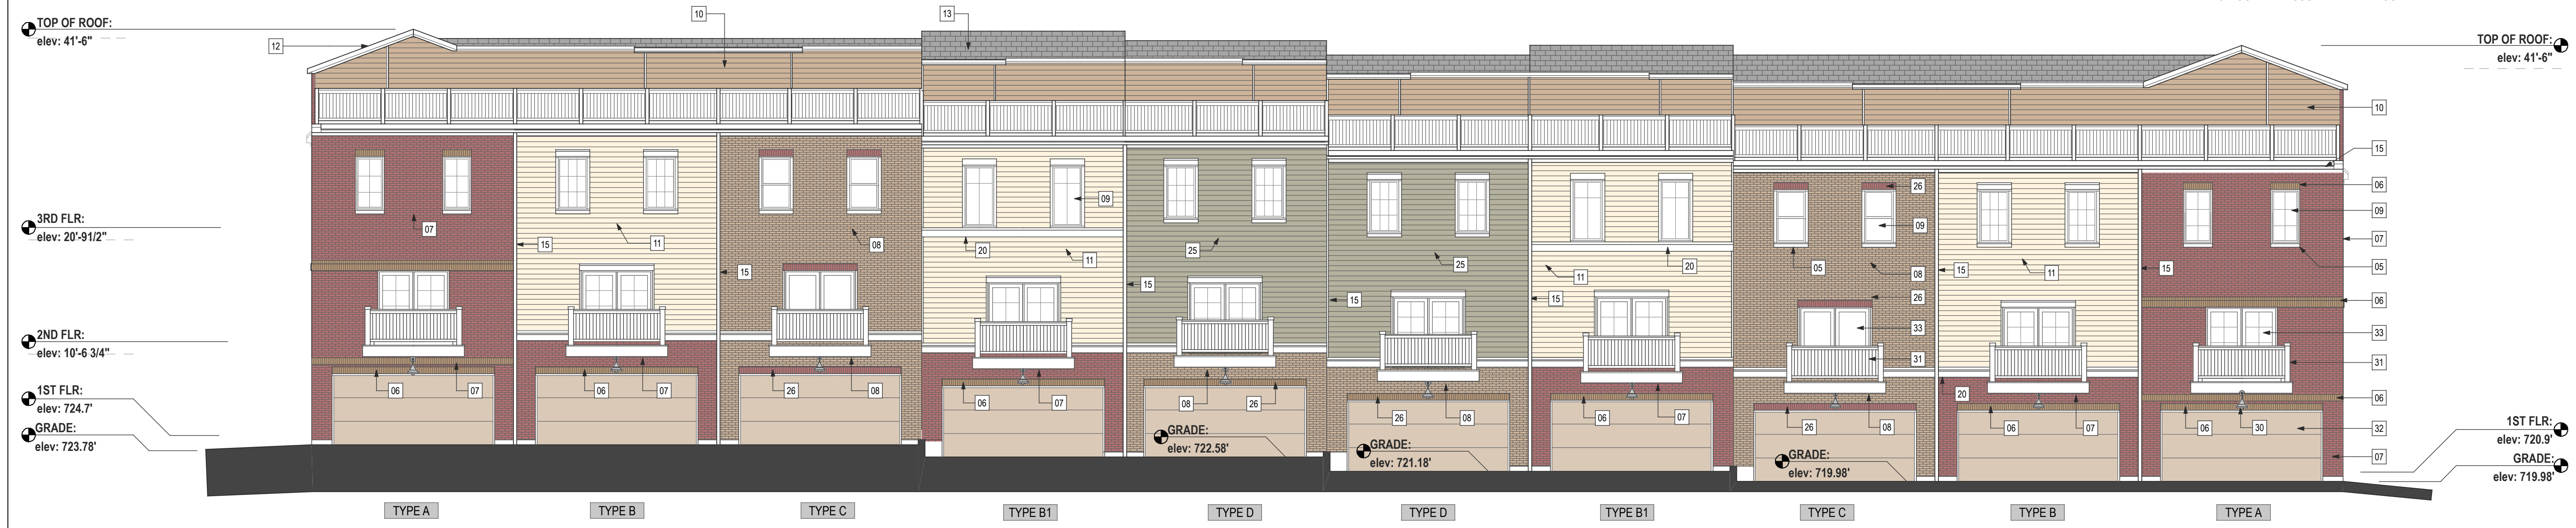 TOP OF ROOF:
elev: 41'-6"
12
10
13
TOP OF ROOF:
elev: 41'-6"
10
15
3RD FLR:
elev: 20'-91/2"
07
15
11
15
08
20
09
11
15
25
15
25
15
11
20
05
26
09
08
26
15
11
15
06
09
07
05
06
33
31
33
31
06
2ND FLR:
elev: 10'-6 3/4"
1ST FLR:
elev: 724.7'
GRADE:
elev: 723.78'
06
07
06
07
26
08
06
07
08
26
26
08
06
07
26
08
20
06
07
06
30
32
07
GRADE:
elev: 722.58'
GRADE:
elev: 721.18'
GRADE:
elev: 719.98'
1ST FLR:
elev: 720.9'
GRADE:
elev: 719.98'
TYPE A
TYPE B
TYPE C
TYPE B1
TYPE D
TYPE D
TYPE B1
TYPE C
TYPE B
TYPE A